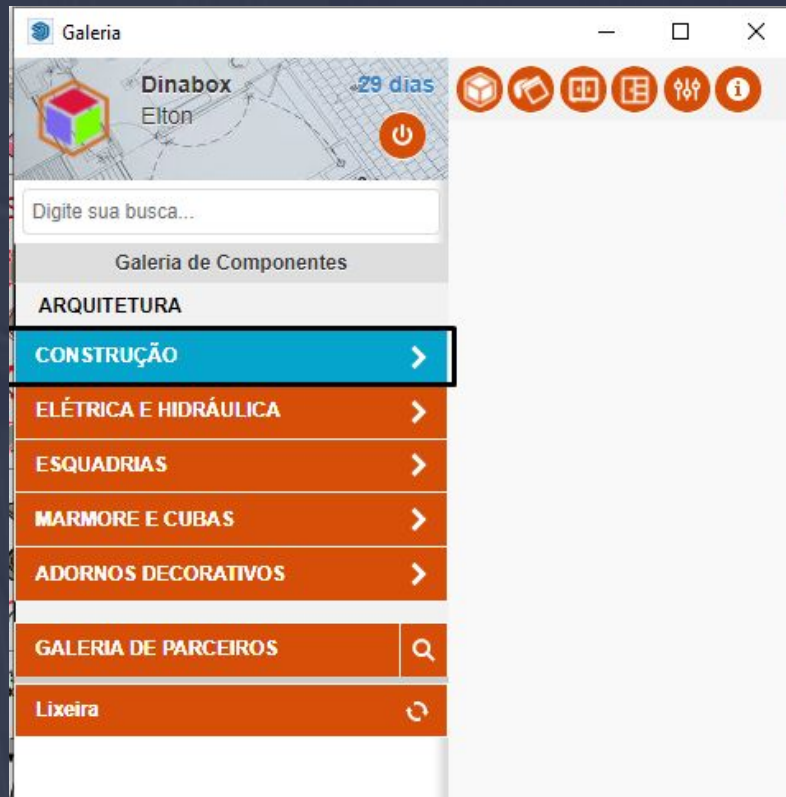 Galeria
Dinabox
29 dias
Elton
Digite sua busca...
Galeria de Componentes
ARQUITETURA
CONSTRUÇÃO
ELÉTRICA E HIDRÁULICA
ESQUADRIAS
MARMORE E CUBAS
ADORNOS DECORATIVOS
GALERIA DE PARCEIROS
Lixeira